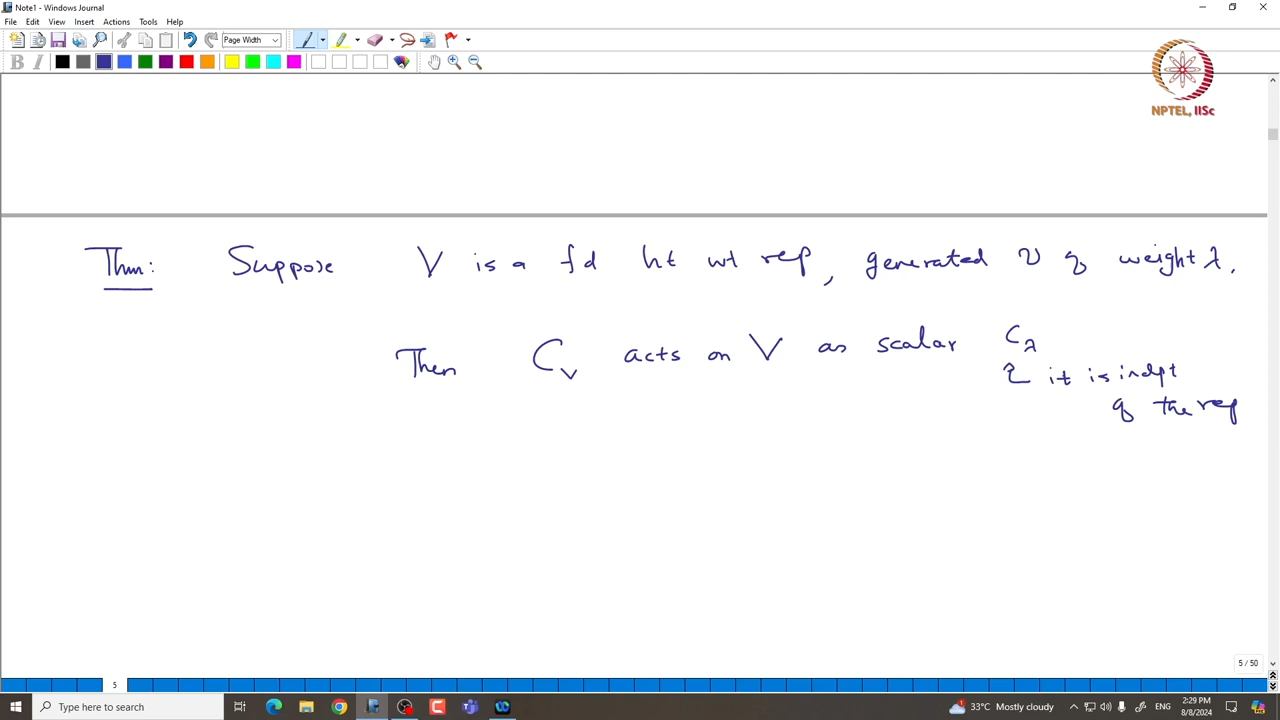 Note1 - Windows Journal
File Edit View Insert Actions Tools Help
Page Width
B I
NPTEL, IISc
Thm: Suppose V is a fd ht wt rep, generated v of weight λ.
Then C_V acts on V as scalar C_λ
it is indpt
of the rep
5 / 50
5
Type here to search
33°C Mostly cloudy
2:29 PM
8/8/2024